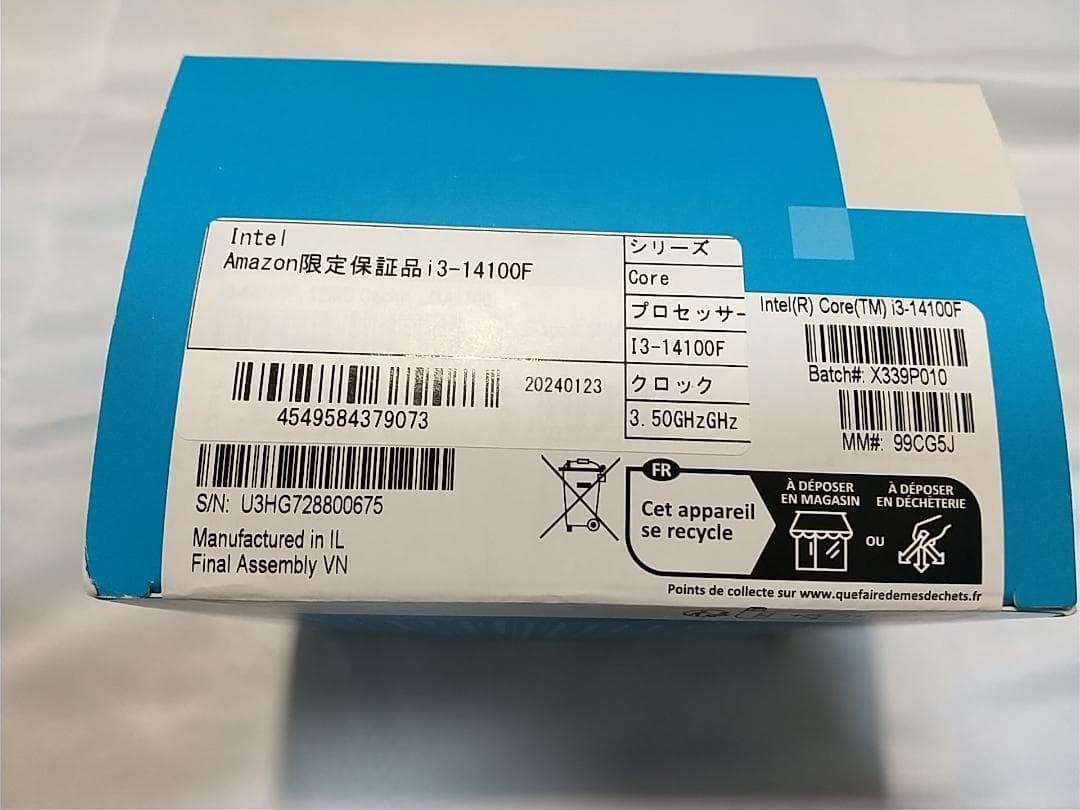 Intel
Amazon限定保証品i3-14100F
シリーズ
Core
プロセッサー
I3-14100F
クロック
3.50GHzGHz
20240123
4549584379073
Intel(R) Core(TM) i3-14100F
Batch#: X339P010
MM#: 99CG5J
S/N: U3HG728800675
Manufactured in IL
Final Assembly VN
FR
Cet appareil
se recycle
À DÉPOSER
EN MAGASIN
OU
À DÉPOSER
EN DÉCHÈTERIE
Points de collecte sur www.quefairedemesdechets.fr